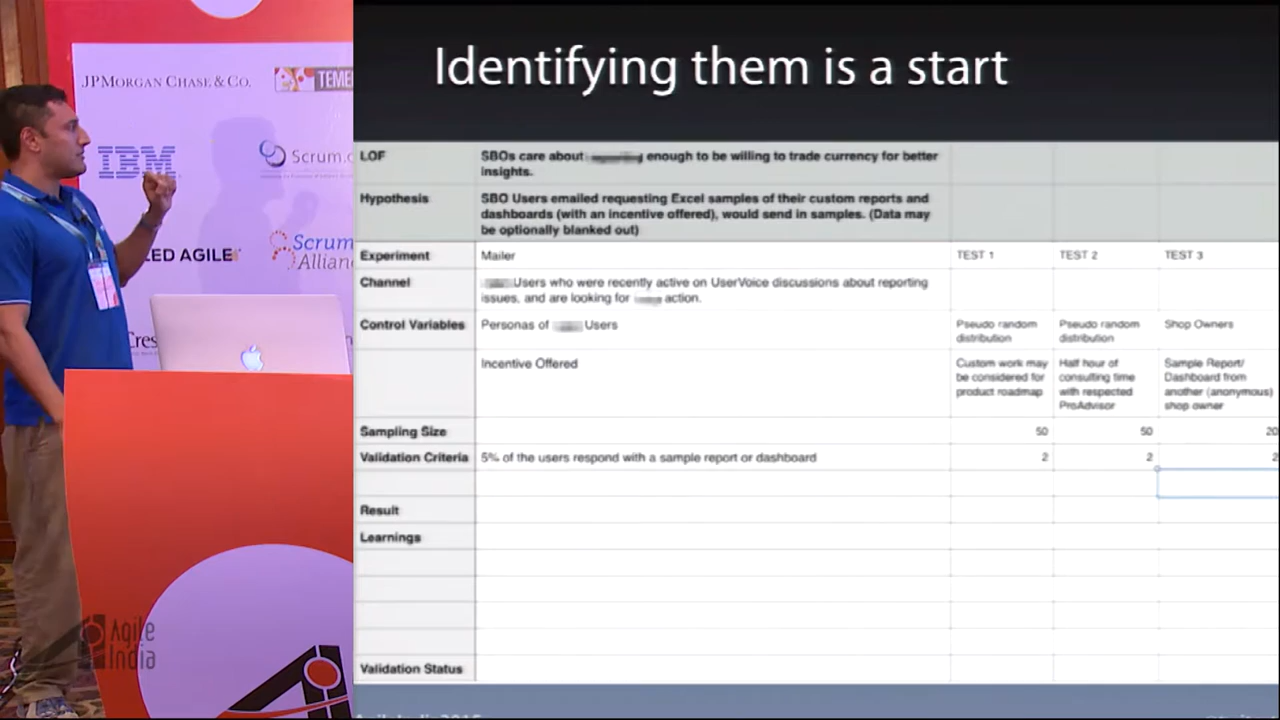 Identifying them is a start
JPMORGAN CHASE & CO.
TEME
IBM
Scrum.
ED AGILE
Scrum
Allian
Cres
Agile
India
LOF
SBOs care about enough to be willing to trade currency for better
insights.
Hypothesis
SBO Users emailed requesting Excel samples of their custom reports and
dashboards (with an incentive offered), would send in samples. (Data may
be optionally blanked out)
Experiment Mailer TEST 1 TEST 2 TEST 3
Channel
Users who were recently active on UserVoice discussions about reporting
issues, and are looking for action.
Control Variables Personas of Users
Pseudo random
distribution
Pseudo random
distribution
Shop Owners
Incentive Offered
Custom work may
be considered for
product roadmap
Half hour of
consulting time
with respected
ProAdvisor
Sample Report/
Dashboard from
another (anonymous)
shop owner
Sampling Size 50 50 20
Validation Criteria 5% of the users respond with a sample report or dashboard 2 2 2
Result
Learnings
Validation Status